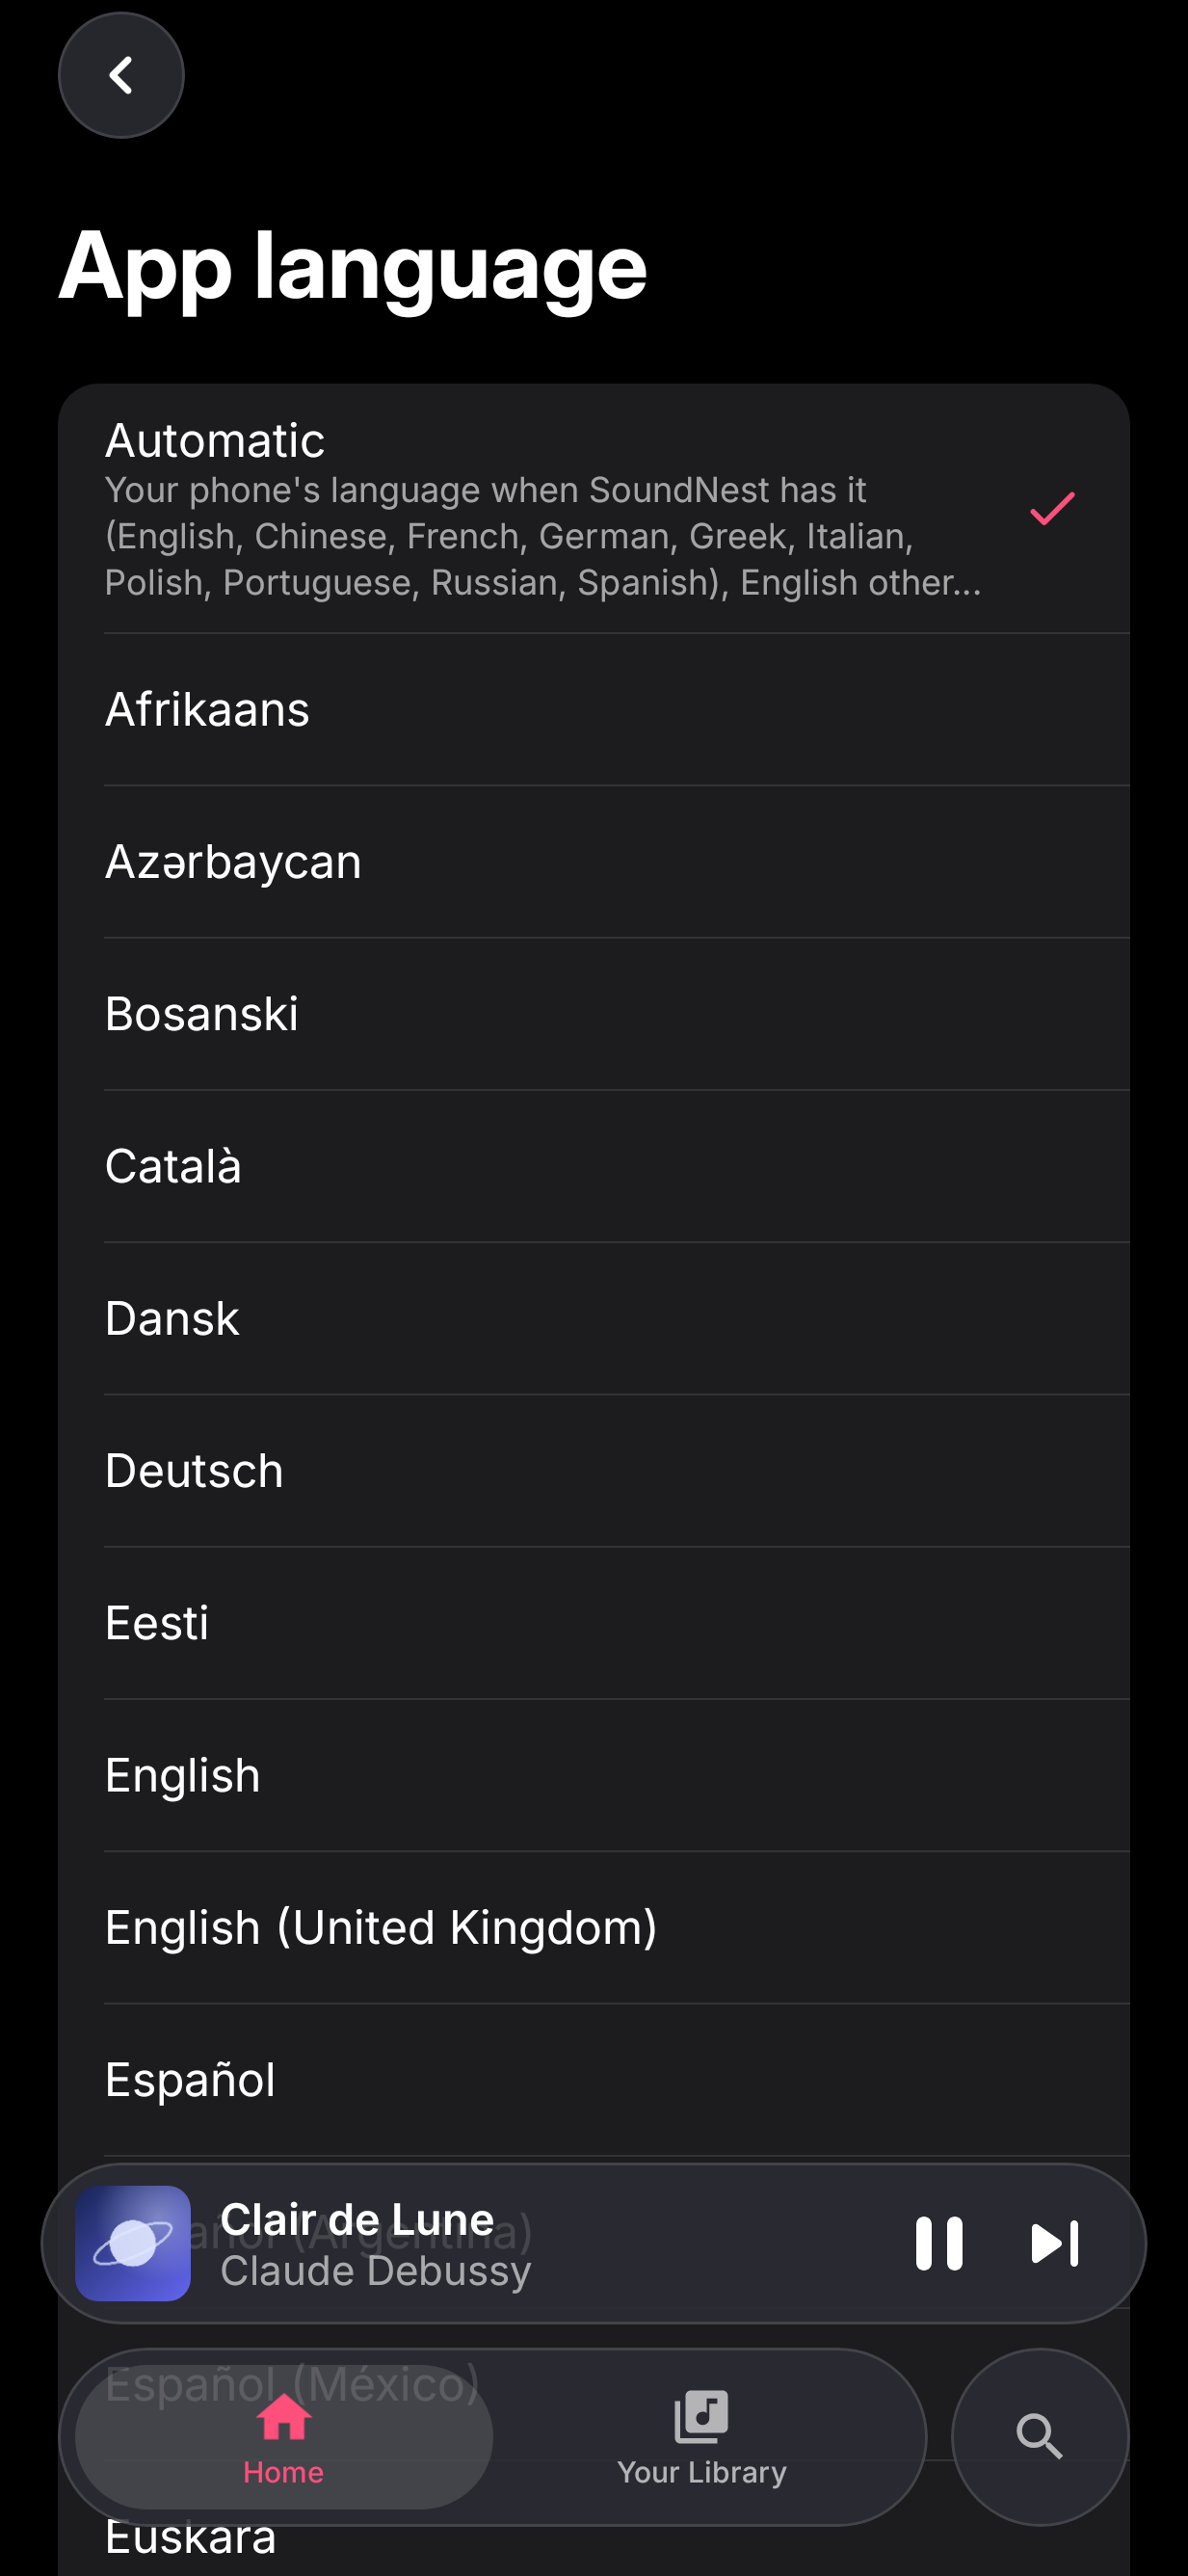 App language
Automatic
Your phone's language when SoundNest has it
(English, Chinese, French, German, Greek, Italian,
Polish, Portuguese, Russian, Spanish), English other...
Afrikaans
Azərbaycan
Bosanski
Català
Dansk
Deutsch
Eesti
English
English (United Kingdom)
Español
Clair de Lune
Claude Debussy
Español (México)
Home
Your Library
Euskara